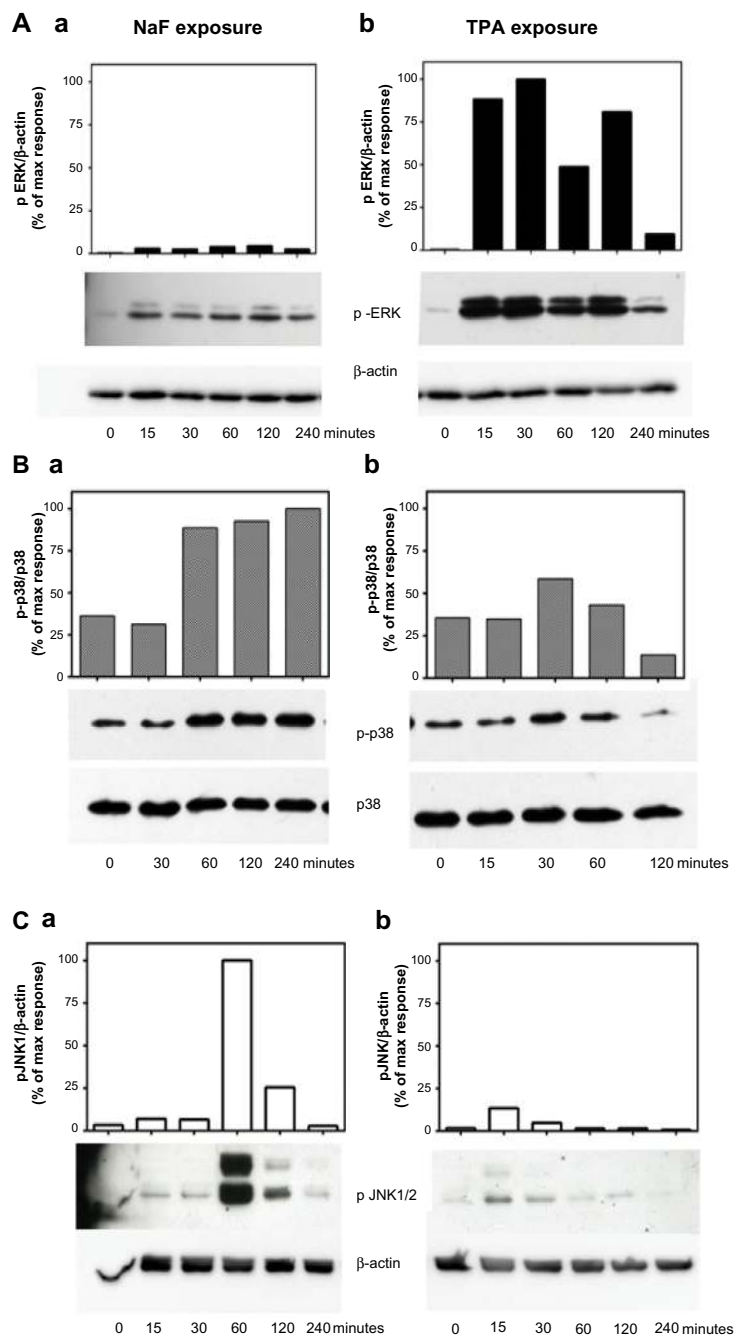 A a NaF exposure b TPA exposure
p ERK/β-actin
(% of max response)
100
75
50
25
0
p ERK/β-actin
(% of max response)
100
75
50
25
0
p -ERK
β-actin
0 15 30 60 120 240 minutes
0 15 30 60 120 240 minutes
B a b
p-p38/p38
(% of max response)
100
75
50
25
0
p-p38/p38
(% of max response)
100
75
50
25
0
p-p38
p38
0 30 60 120 240 minutes
0 15 30 60 120 minutes
C a b
pJNK1/β-actin
(% of max response)
100
75
50
25
0
pJNK/β-actin
(% of max response)
100
75
50
25
0
p JNK1/2
β-actin
0 15 30 60 120 240 minutes
0 15 30 60 120 240 minutes